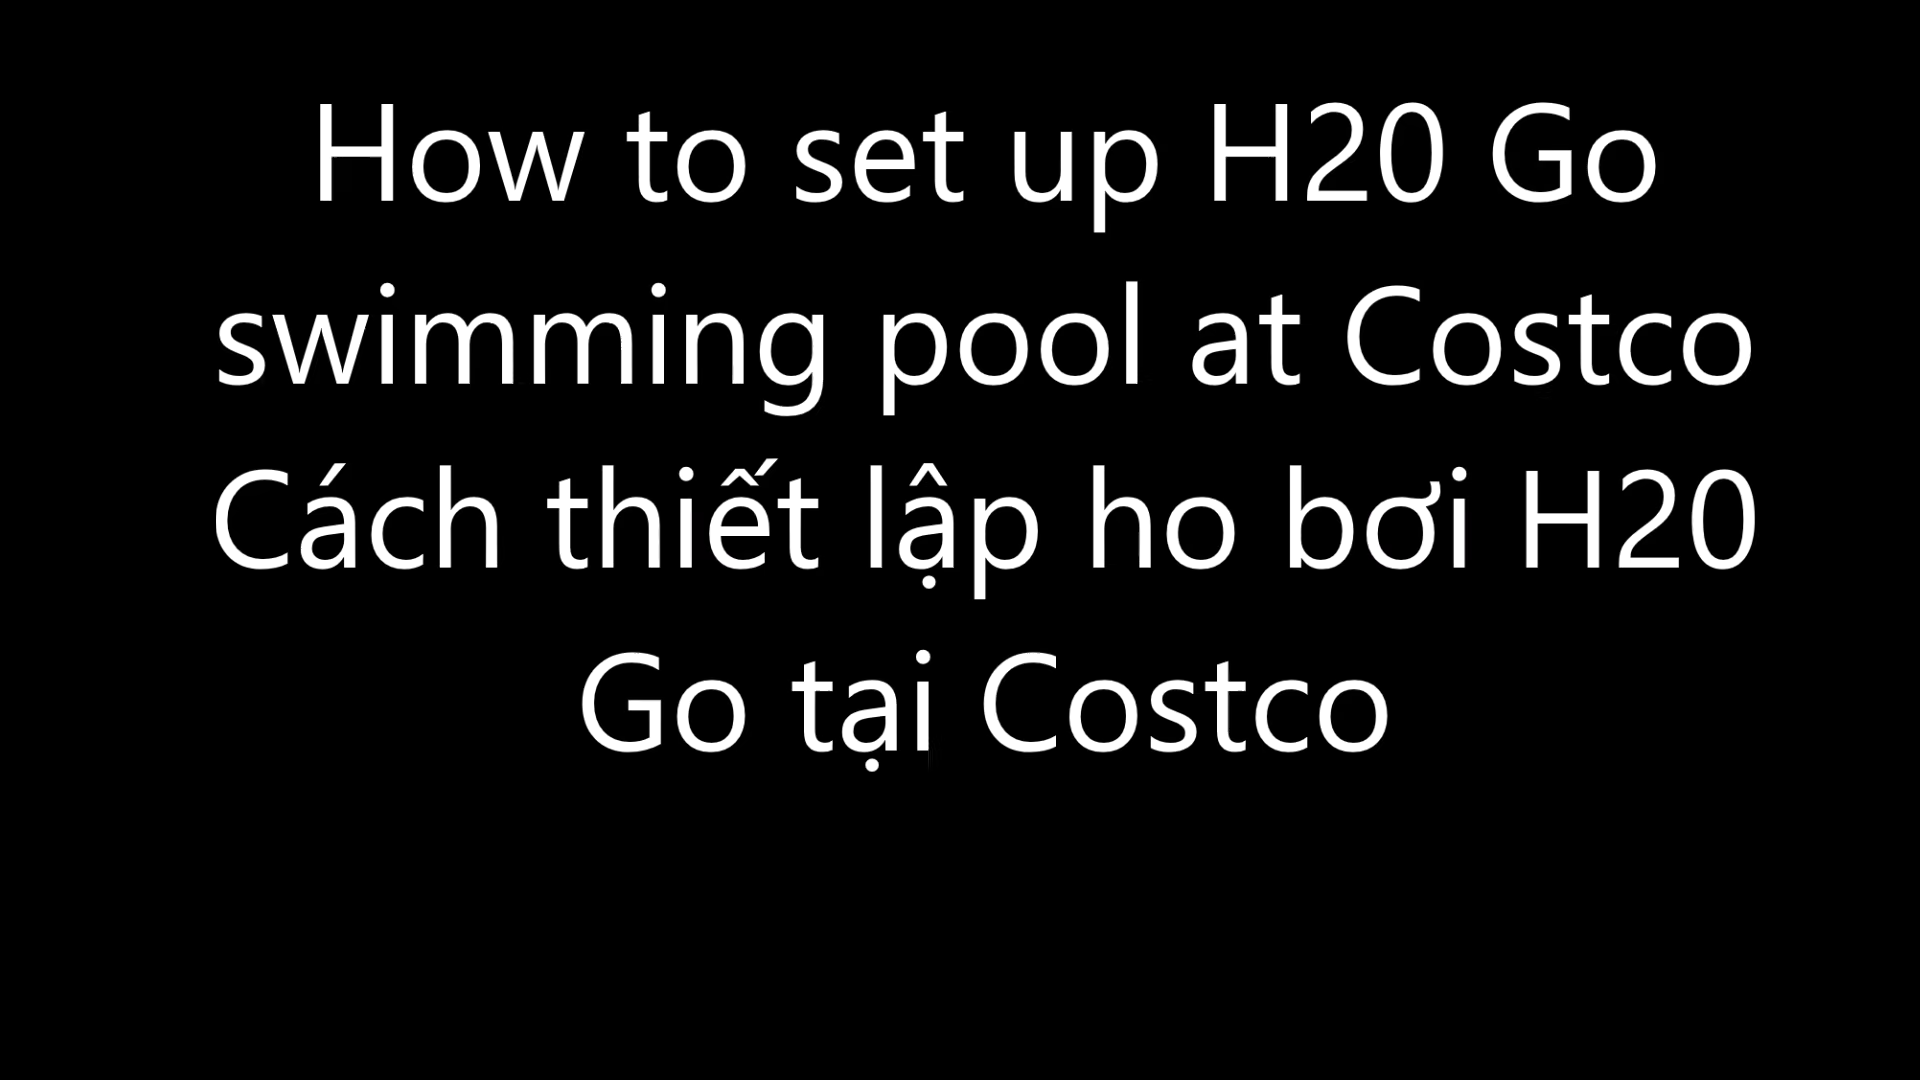 How to set up H20 Go
swimming pool at Costco
Cách thiết lập ho bơi H20
Go tại Costco